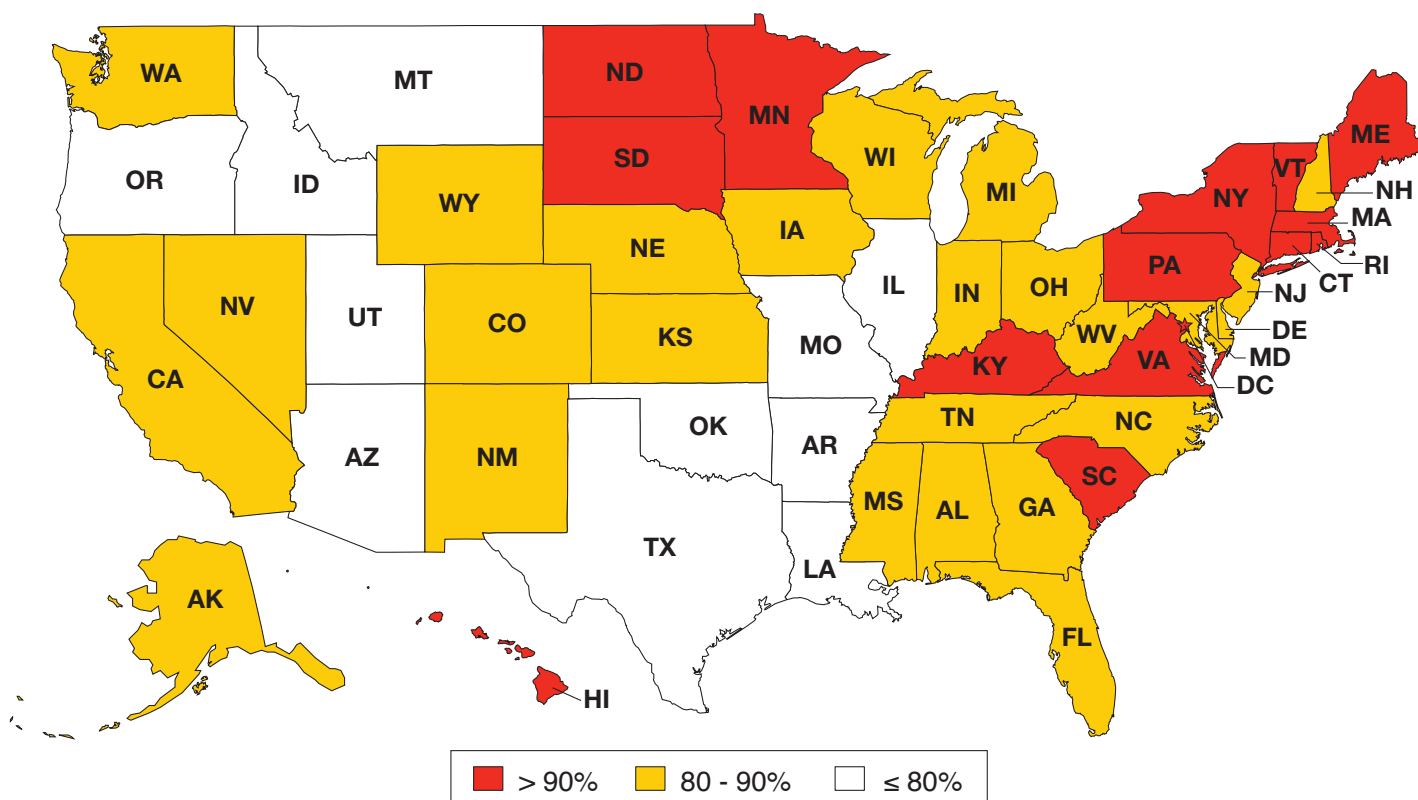 WA
MT
ND
MN
ME
WI
SD
VT
OR
ID
MI
NY
NH
WY
MA
IA
NE
PA
RI
CT
IL
IN
OH
NJ
NV
UT
CO
KS
WV
DE
MO
KY
VA
MD
CA
DC
TN
NC
OK
AR
AZ
NM
SC
MS
AL
GA
TX
LA
AK
FL
HI
> 90% 80 - 90% ≤ 80%